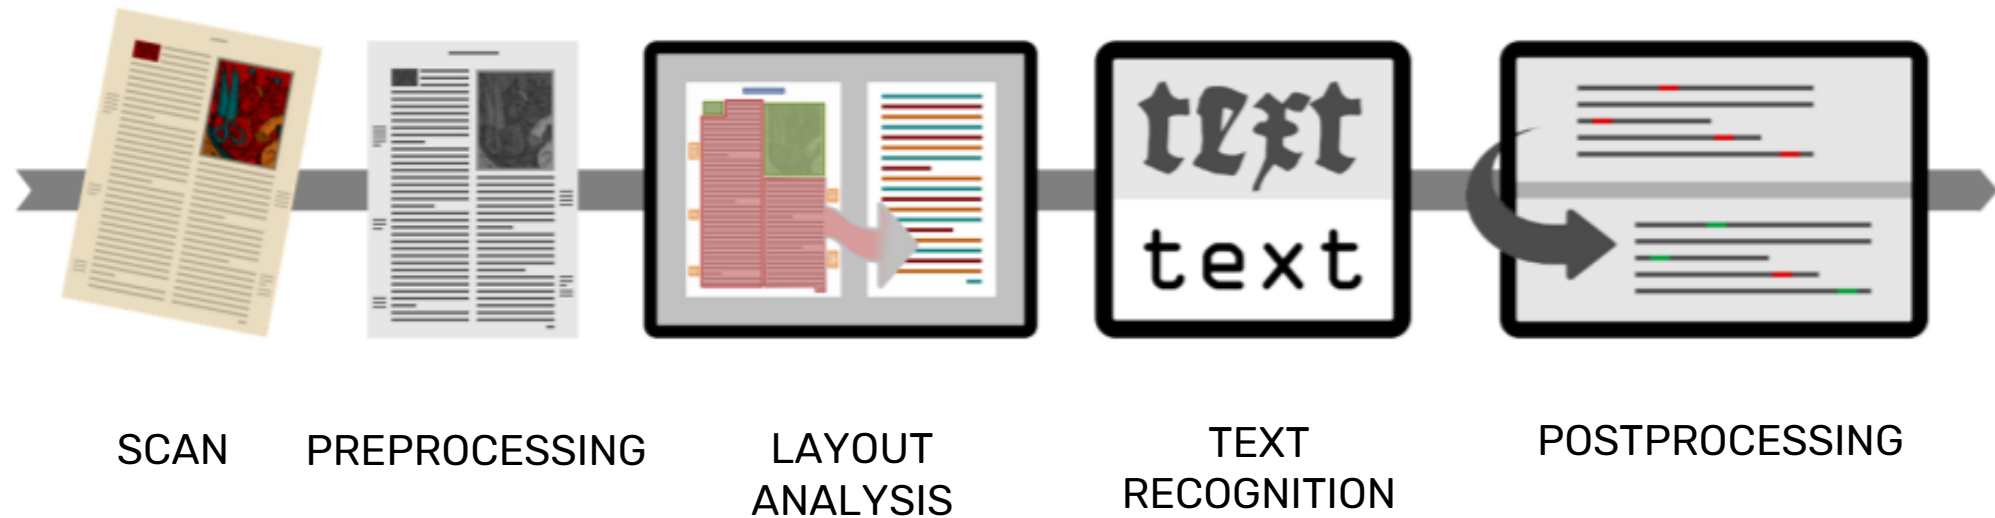 text
text
SCAN
PREPROCESSING
LAYOUT
ANALYSIS
TEXT
RECOGNITION
POSTPROCESSING